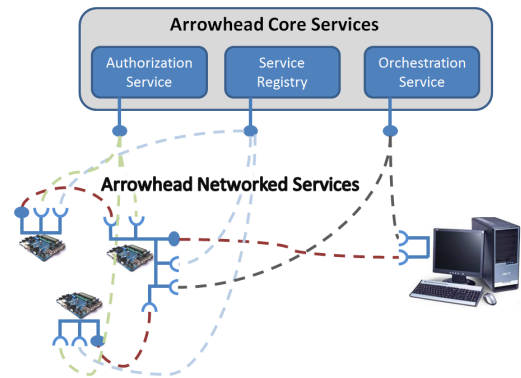 Arrowhead Core Services
Authorization
Service
Service
Registry
Orchestration
Service
Arrowhead Networked Services